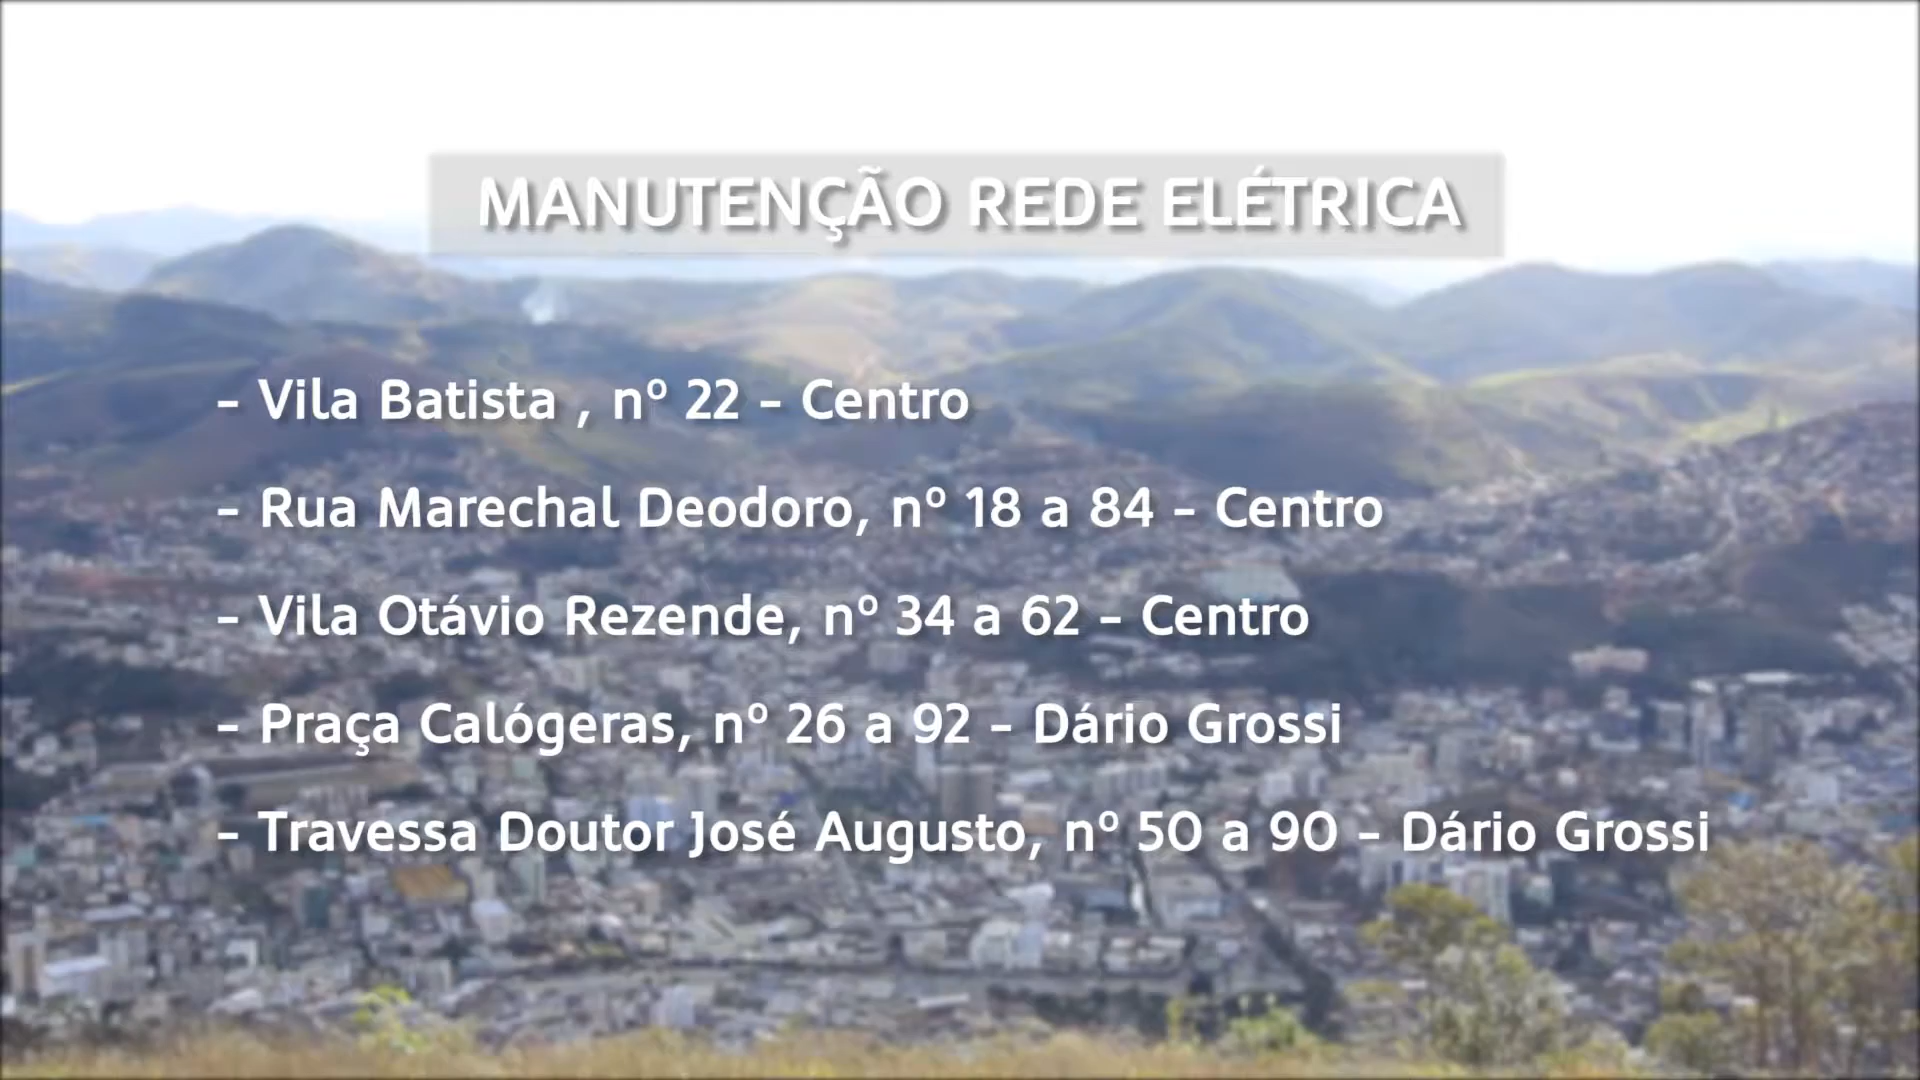 MANUTENÇÃO REDE ELÉTRICA
- Vila Batista , nº 22 - Centro
- Rua Marechal Deodoro, nº 18 a 84 - Centro
- Vila Otávio Rezende, nº 34 a 62 - Centro
- Praça Calógeras, nº 26 a 92 - Dário Grossi
- Travessa Doutor José Augusto, nº 50 a 90 - Dário Grossi